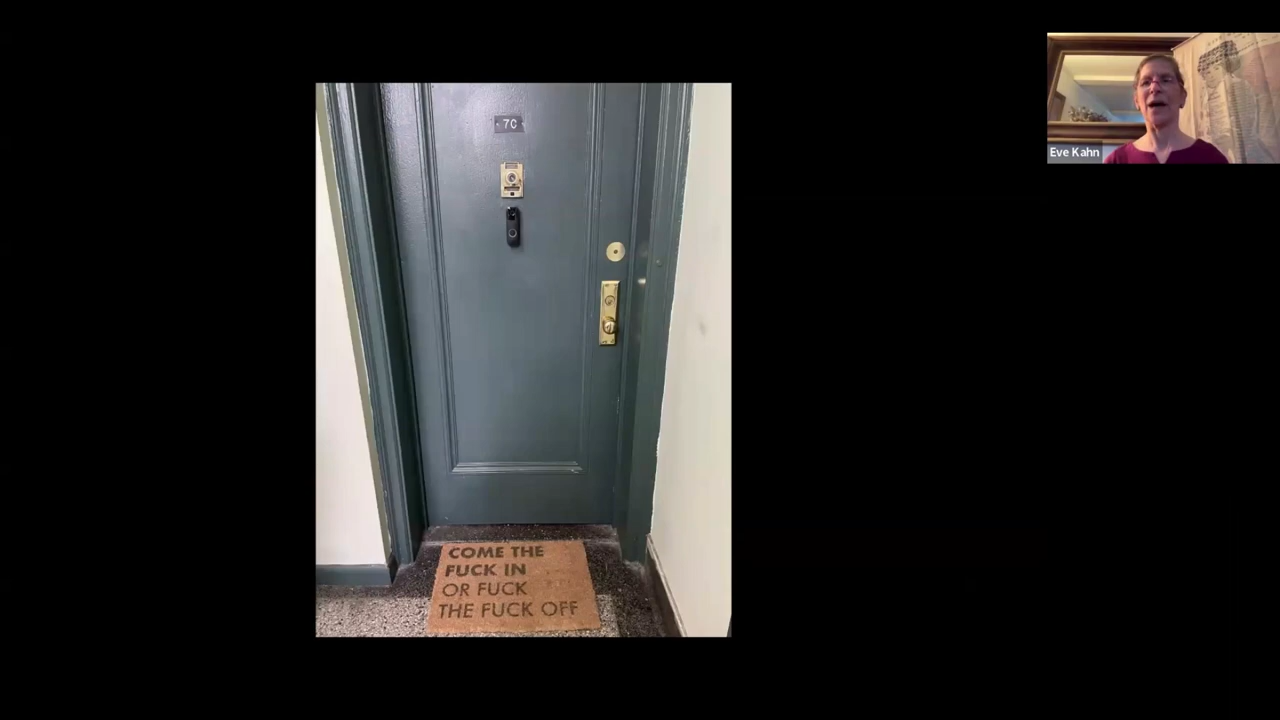 7C
Eve Kahn
COME THE
FUCK IN
OR FUCK
THE FUCK OFF